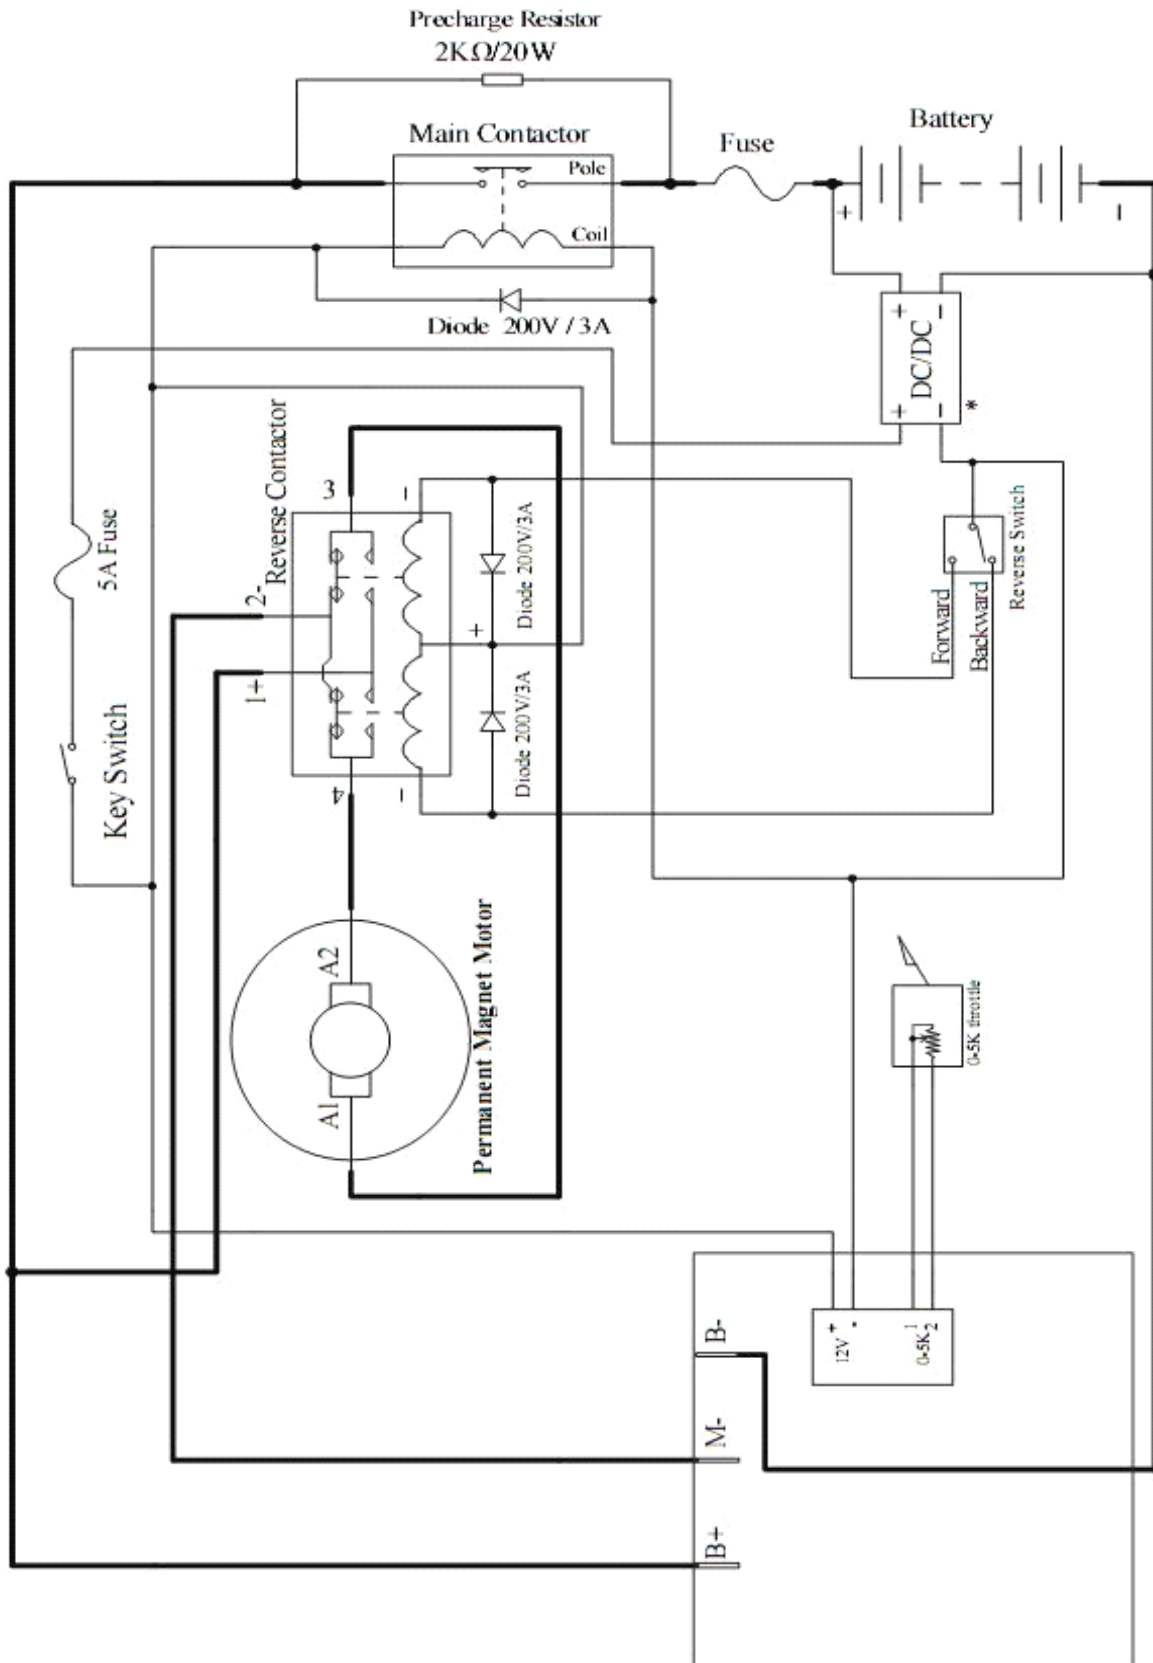 Precharge Resistor
2KΩ/20W
Main Contactor
Pole
Coil
Fuse
Battery
+
-
Diode 200V / 3A
+ -
DC/DC
+ -
*
Reverse Contactor
3
-
5A Fuse
2-
1+
+
Diode 200V/3A
Diode 200V/3A
4
-
Key Switch
Reverse Switch
Forward
Backward
A2
A1
Permanent Magnet Motor
0-5K throttle
12V + -
0-5K 1 2
B-
M-
B+